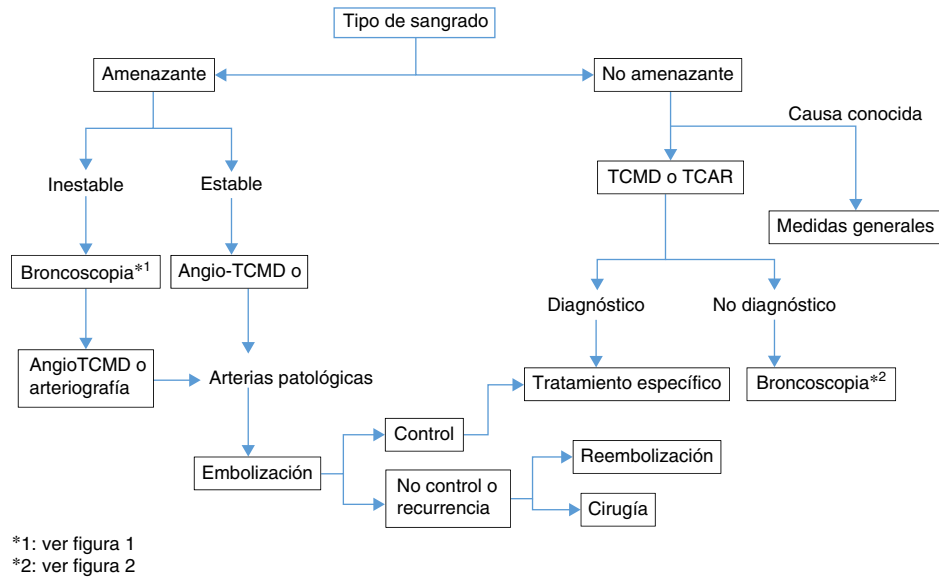 Tipo de sangrado
Amenazante
No amenazante
Causa conocida
Inestable
Estable
TCMD o TCAR
Medidas generales
Broncoscopia*1
Angio-TCMD o
Diagnóstico
No diagnóstico
AngioTCMD o
arteriografía
Arterias patológicas
Tratamiento específico
Broncoscopia*2
Embolización
Control
No control o
recurrencia
Reembolización
Cirugía
*1: ver figura 1
*2: ver figura 2